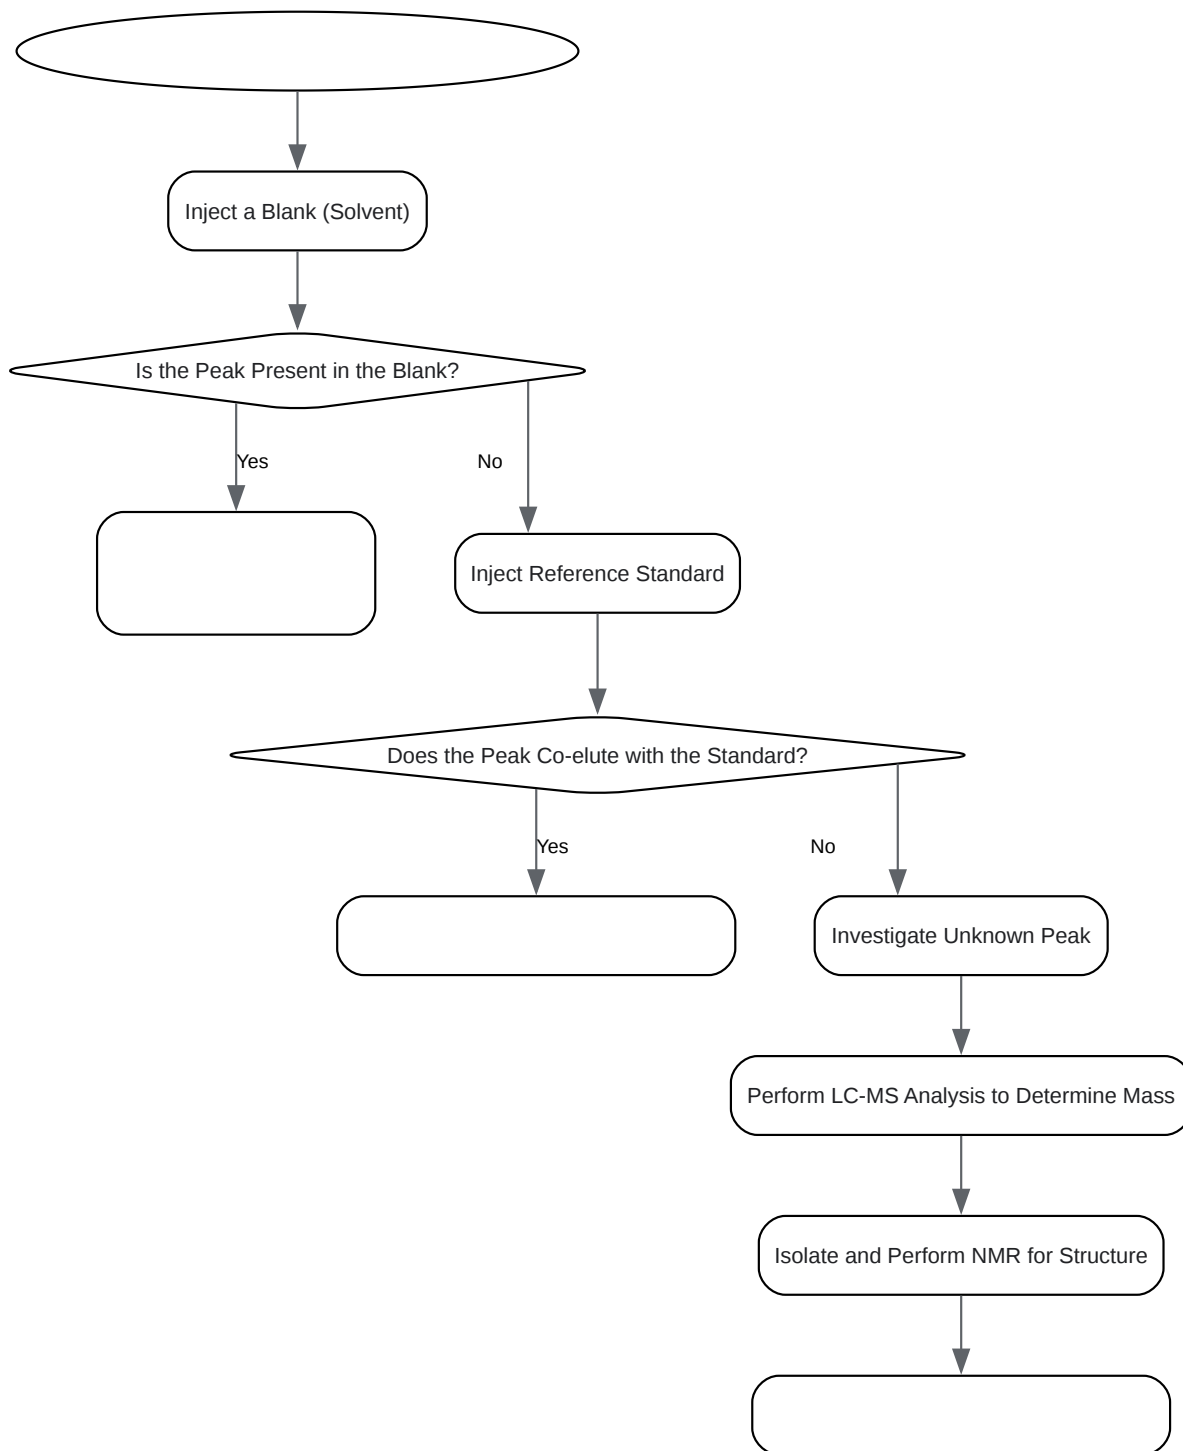 Inject a Blank (Solvent)
Is the Peak Present in the Blank?
Yes
No
Inject Reference Standard
Does the Peak Co-elute with the Standard?
Yes
No
Investigate Unknown Peak
Perform LC-MS Analysis to Determine Mass
Isolate and Perform NMR for Structure